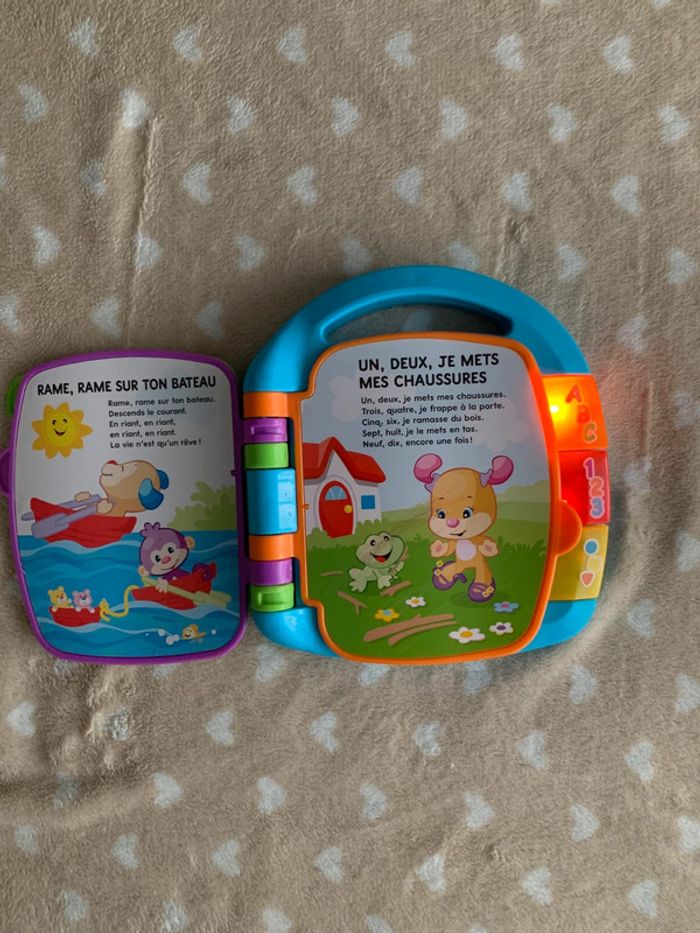 RAME, RAME SUR TON BATEAU
Rame, rame sur ton bateau.
Descends le courant.
En riant, en riant,
en riant, en riant.
La vie n'est qu'un rêve !
UN, DEUX, JE METS
MES CHAUSSURES
Un, deux, je mets mes chaussures.
Trois, quatre, je frappe à la porte.
Cinq, six, je ramasse du bois.
Sept, huit, je le mets en tas.
Neuf, dix, encore une fois !
A
B
C
1
2
3